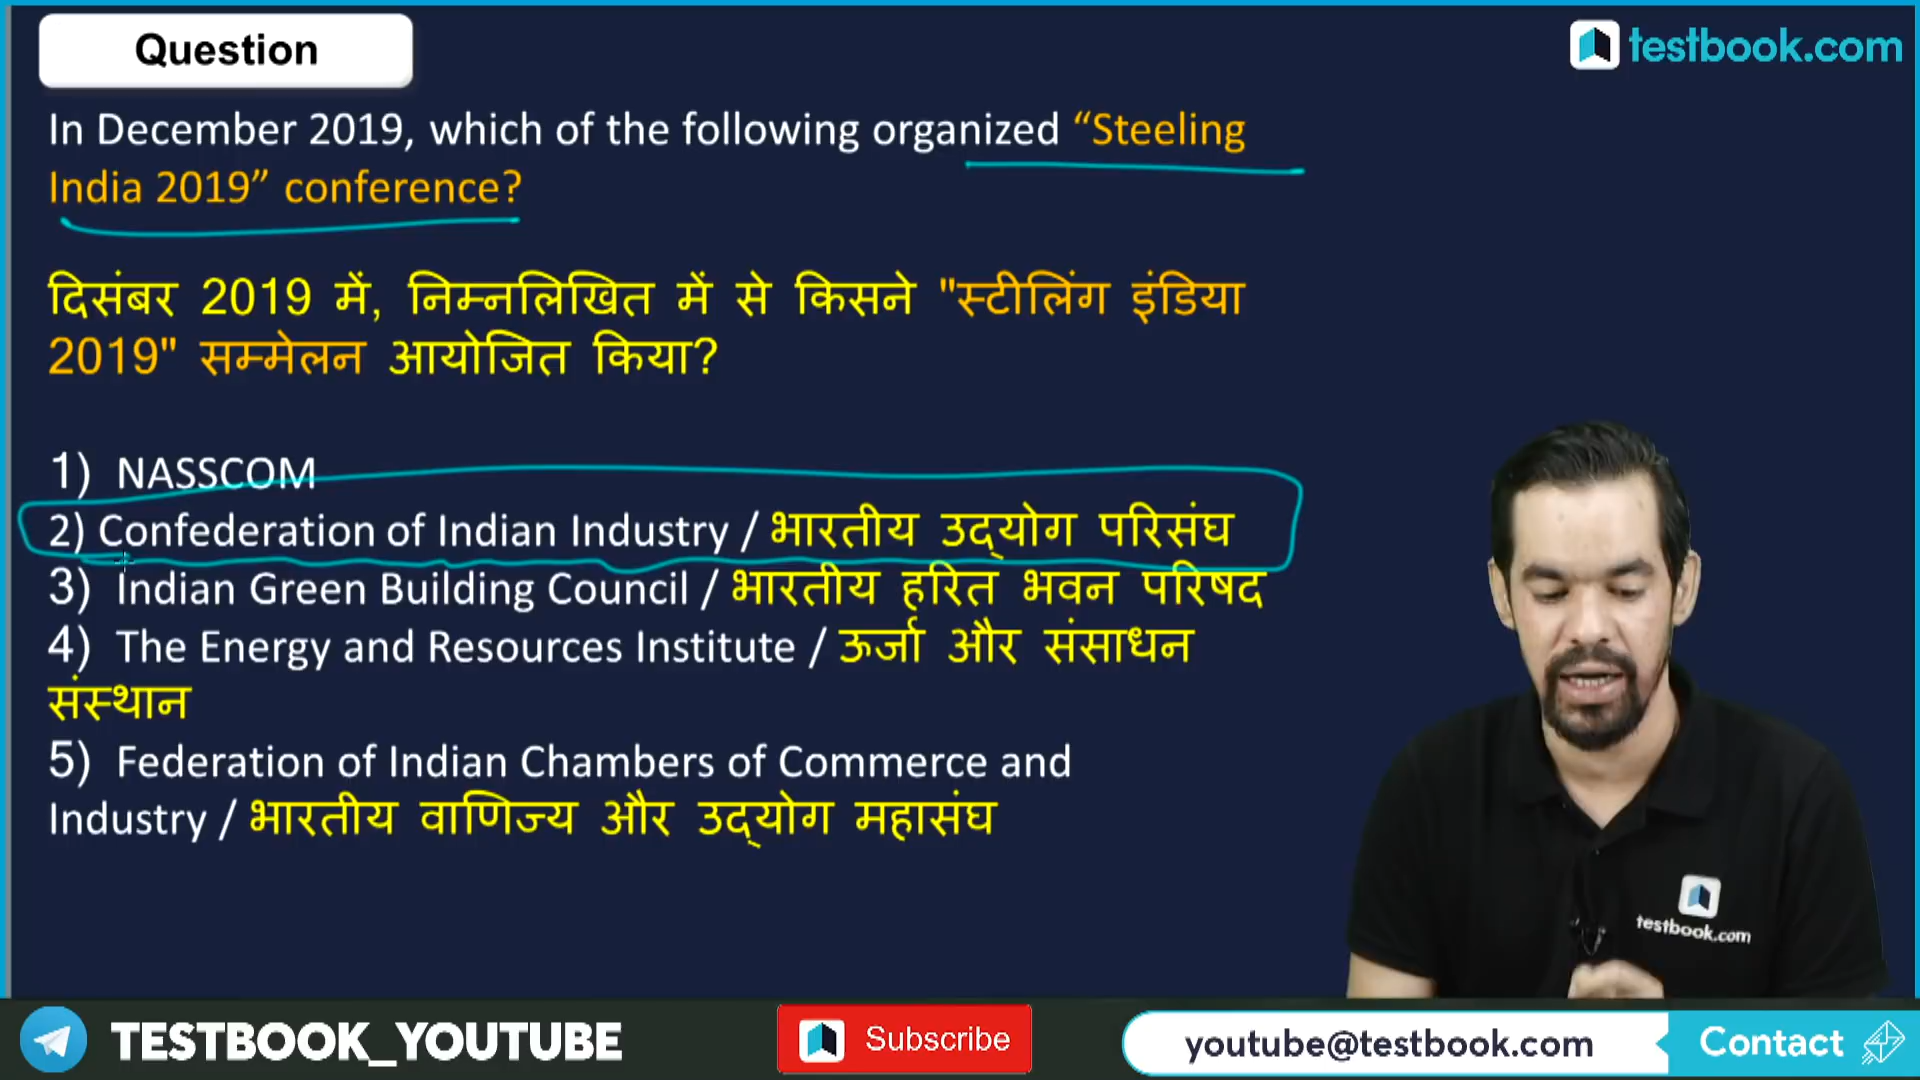 Question
testbook.com
In December 2019, which of the following organized “Steeling
India 2019” conference?
दिसंबर 2019 में, निम्नलिखित में से किसने "स्टीलिंग इंडिया
2019" सम्मेलन आयोजित किया?
1) NASSCOM
2) Confederation of Indian Industry / भारतीय उद्योग परिसंघ
3) Indian Green Building Council / भारतीय हरित भवन परिषद
4) The Energy and Resources Institute / ऊर्जा और संसाधन
संस्थान
5) Federation of Indian Chambers of Commerce and
Industry / भारतीय वाणिज्य और उद्योग महासंघ
testbook.com
TESTBOOK_YOUTUBE
Subscribe
youtube@testbook.com
Contact